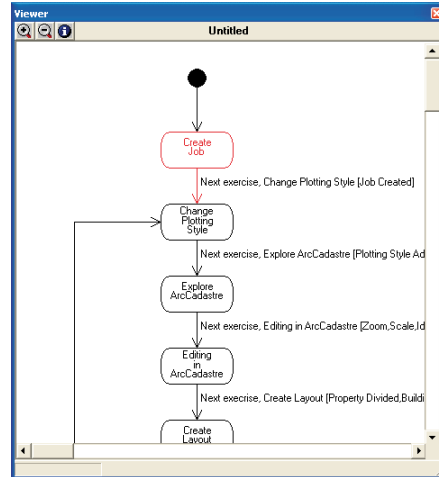 Viewer
Untitled
Create
Job
Next exercise, Change Plotting Style [Job Created]
Change
Plotting
Style
Next exercise, Explore ArcCadastre [Plotting Style Ad
Explore
ArcCadastre
Next exercise, Editing in ArcCadastre [Zoom,Scale,Id
Editing
in
ArcCadastre
Next excercise, Create Layout [Property Divided,Buildi
Create
Layout